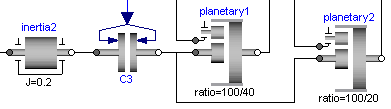 planetary1
planetary2
inertia2
J=0.2
C3
ratio=100/40
ratio=100/20